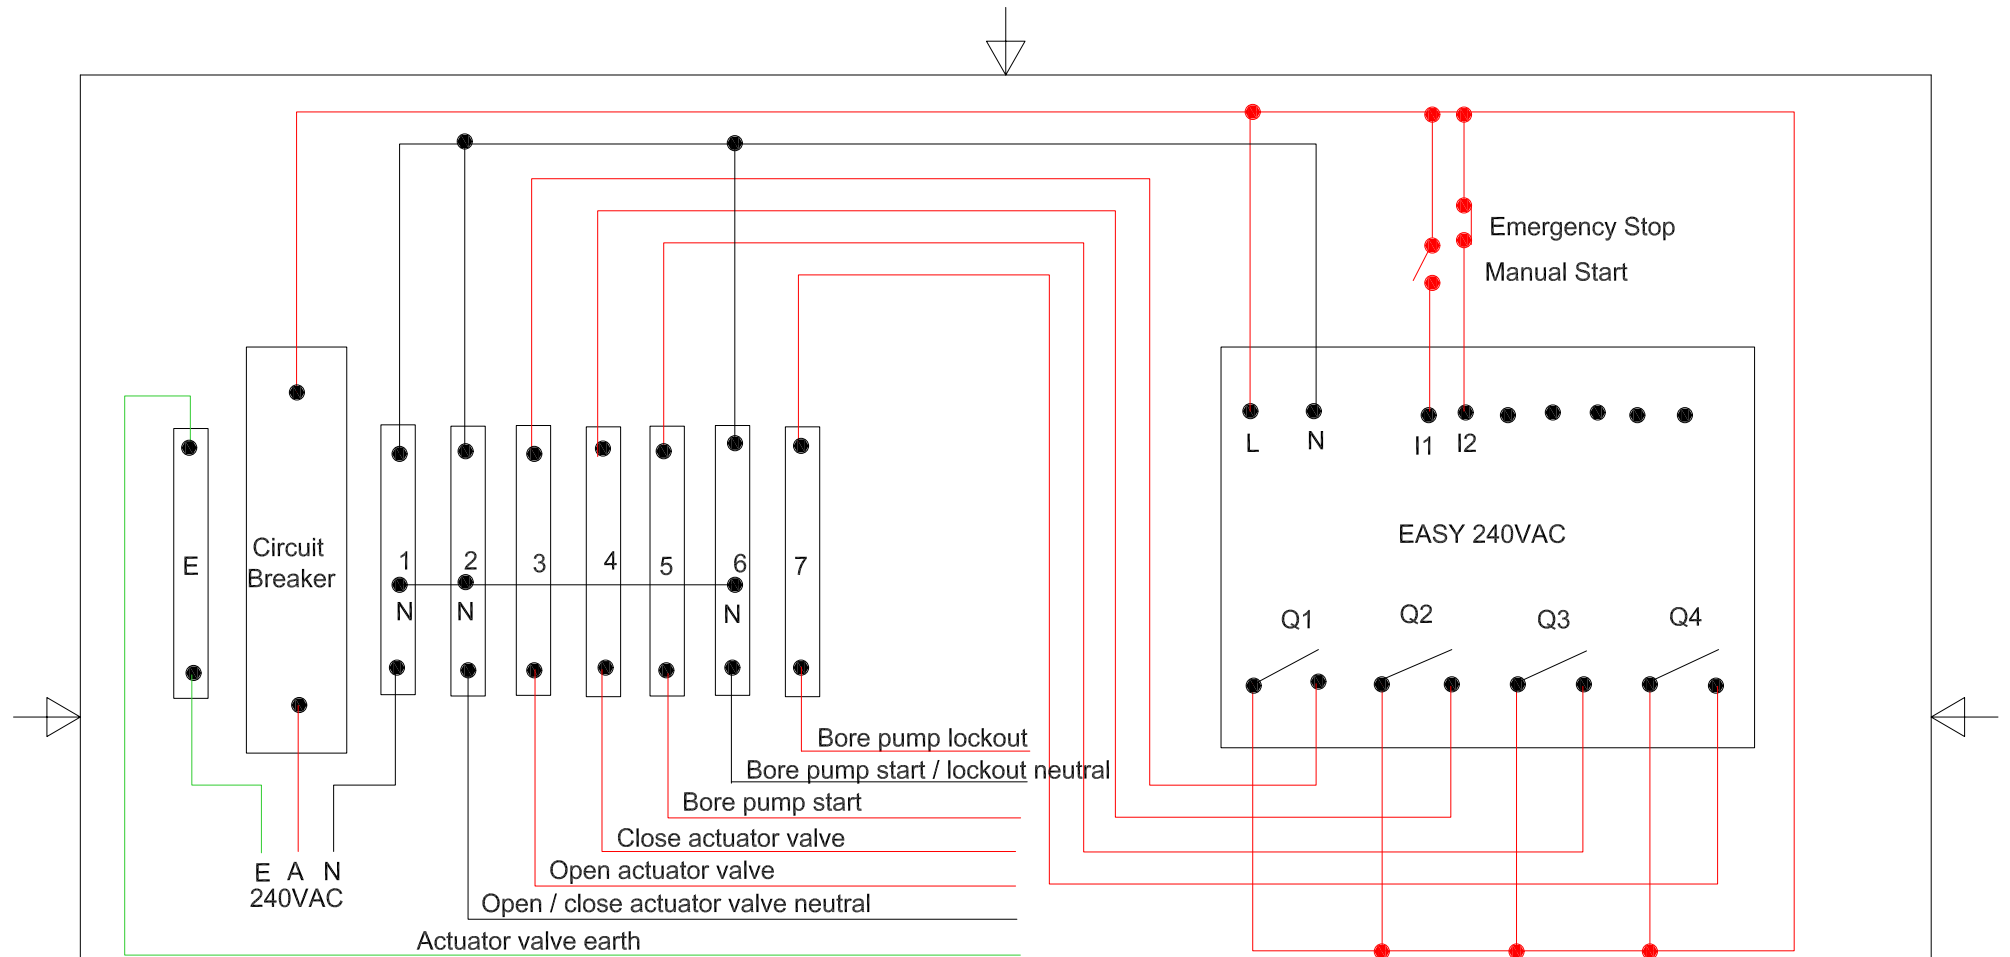 Emergency Stop
Manual Start
L
N
I1
I2
EASY 240VAC
E
Circuit
Breaker
1
2
3
4
5
6
7
N
N
N
Q1
Q2
Q3
Q4
Bore pump lockout
Bore pump start / lockout neutral
Bore pump start
Close actuator valve
Open actuator valve
E A N
240VAC
Open / close actuator valve neutral
Actuator valve earth